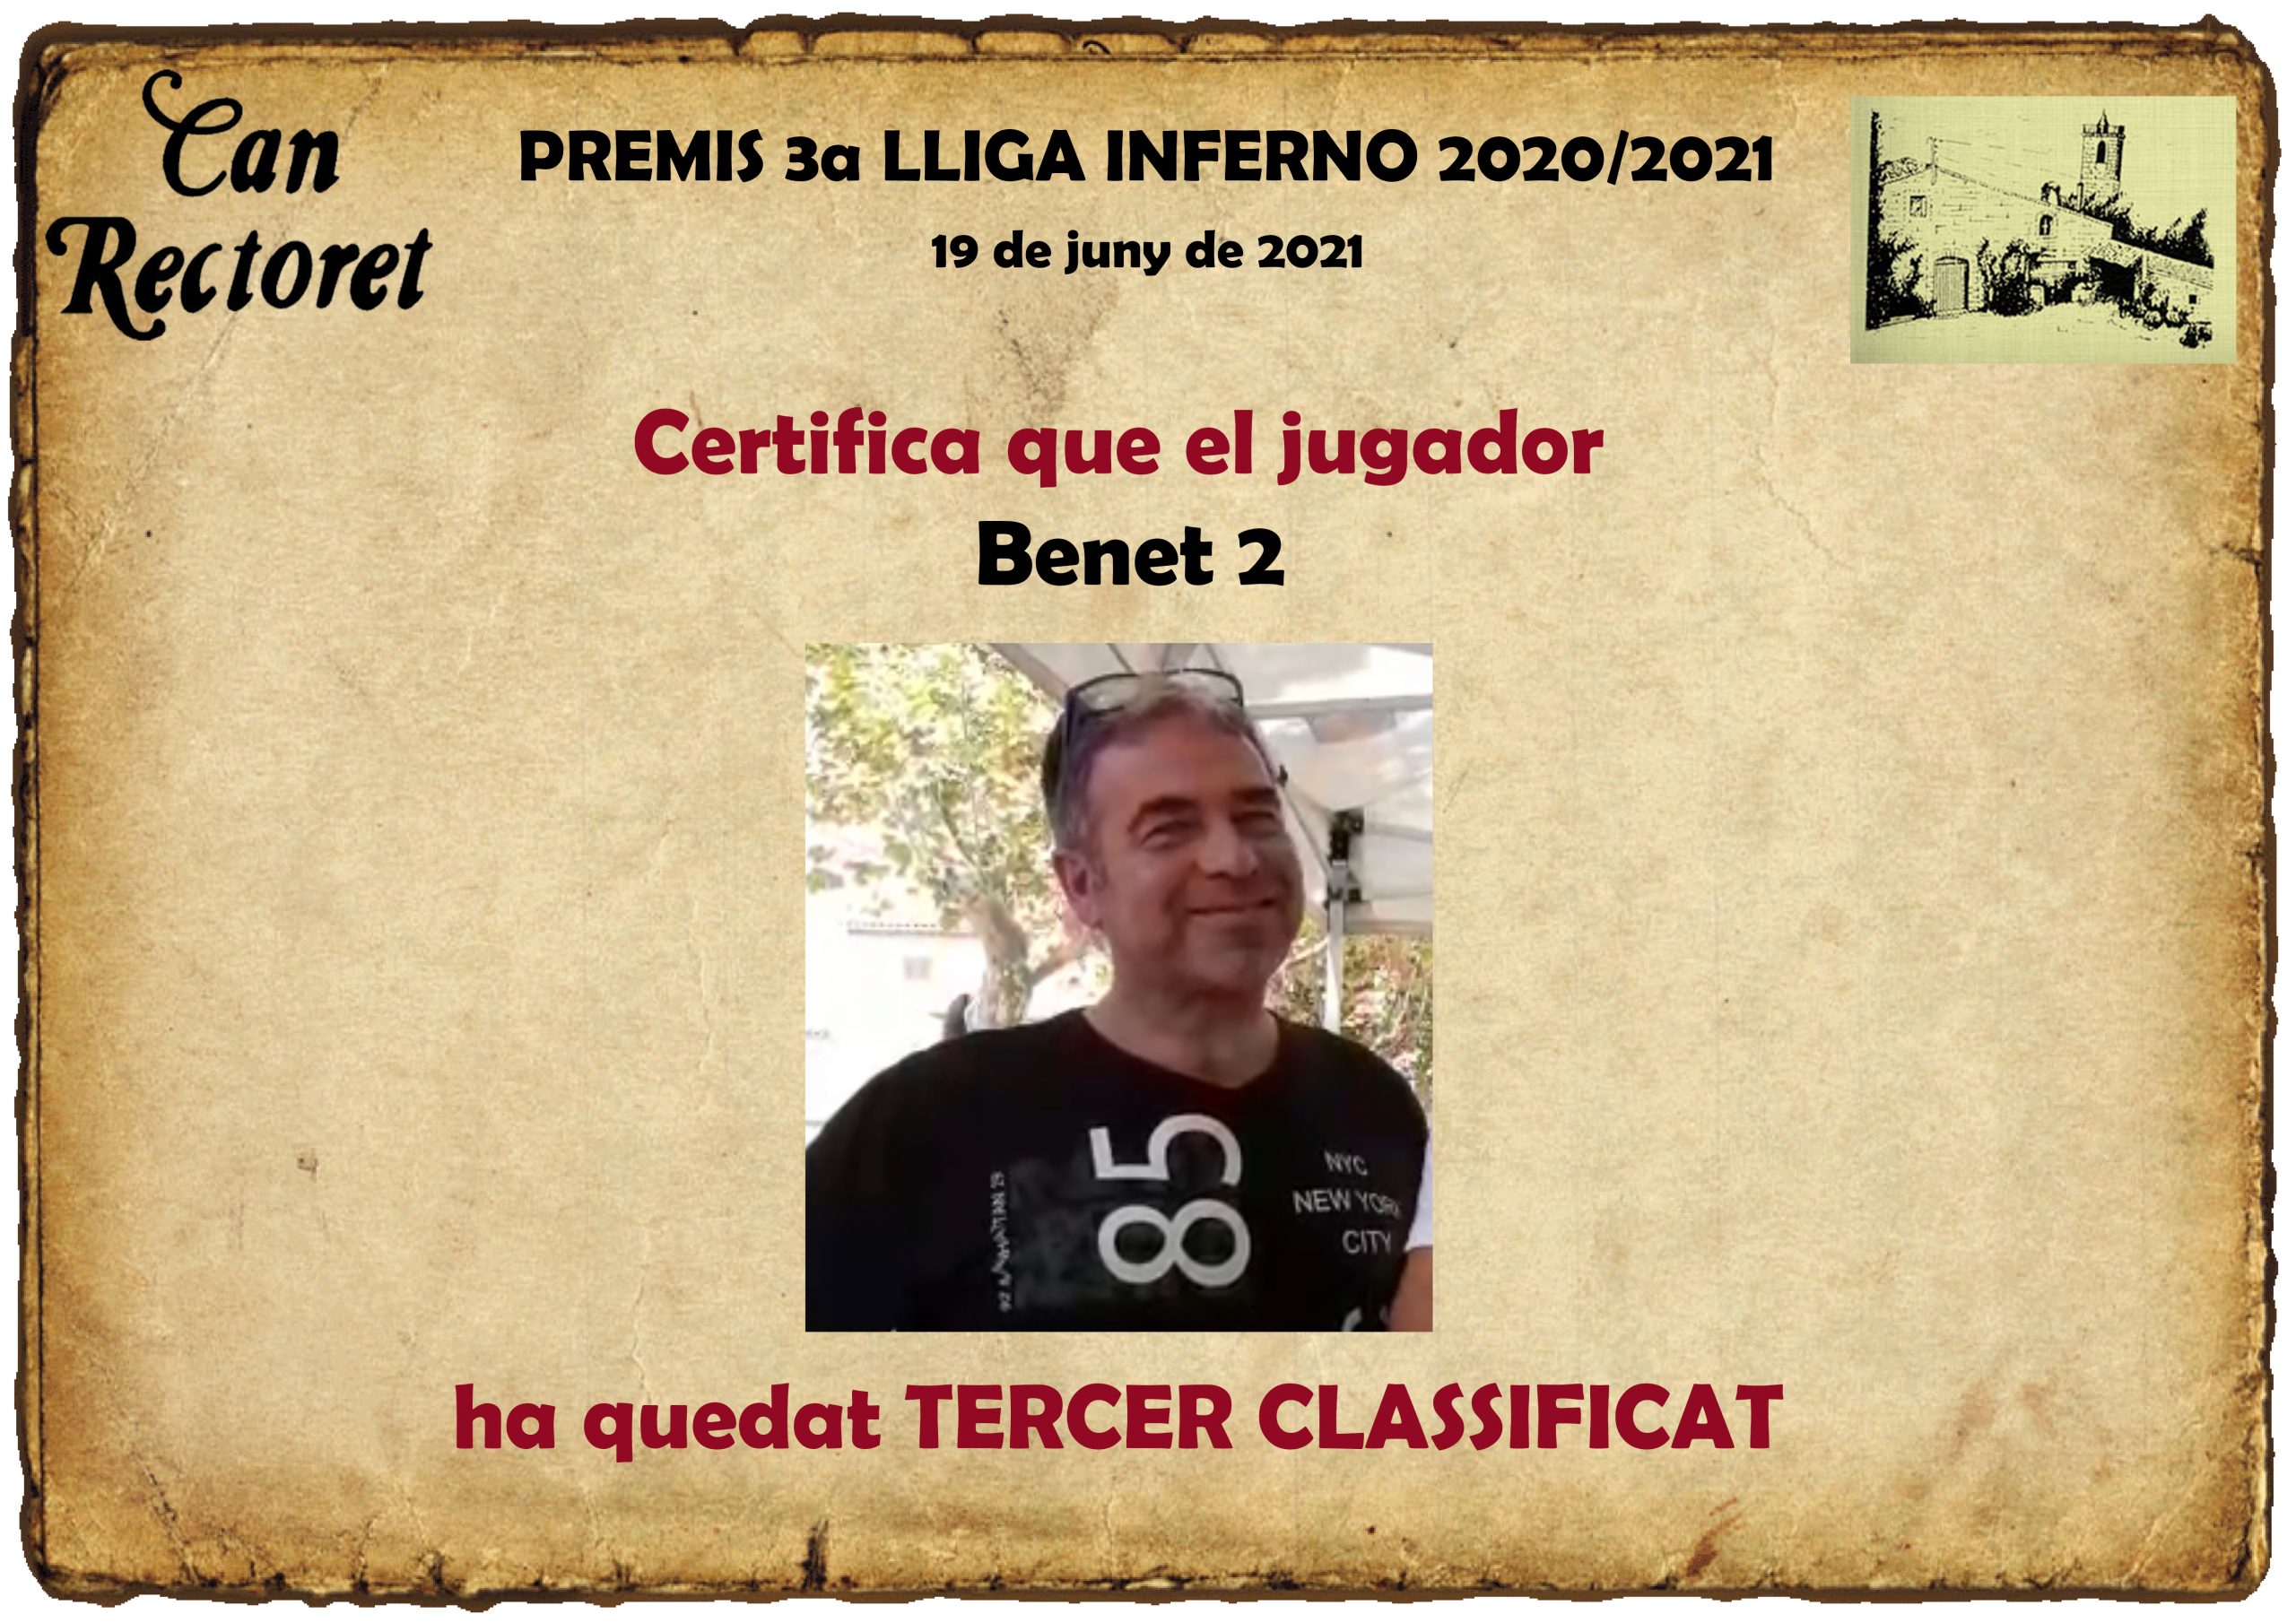 Can
Rectoret
PREMIS 3a LLIGA INFERNO 2020/2021
19 de juny de 2021
Certifica que el jugador
Benet 2
85
NYC
NEW YORK
CITY
ha quedat TERCER CLASSIFICAT